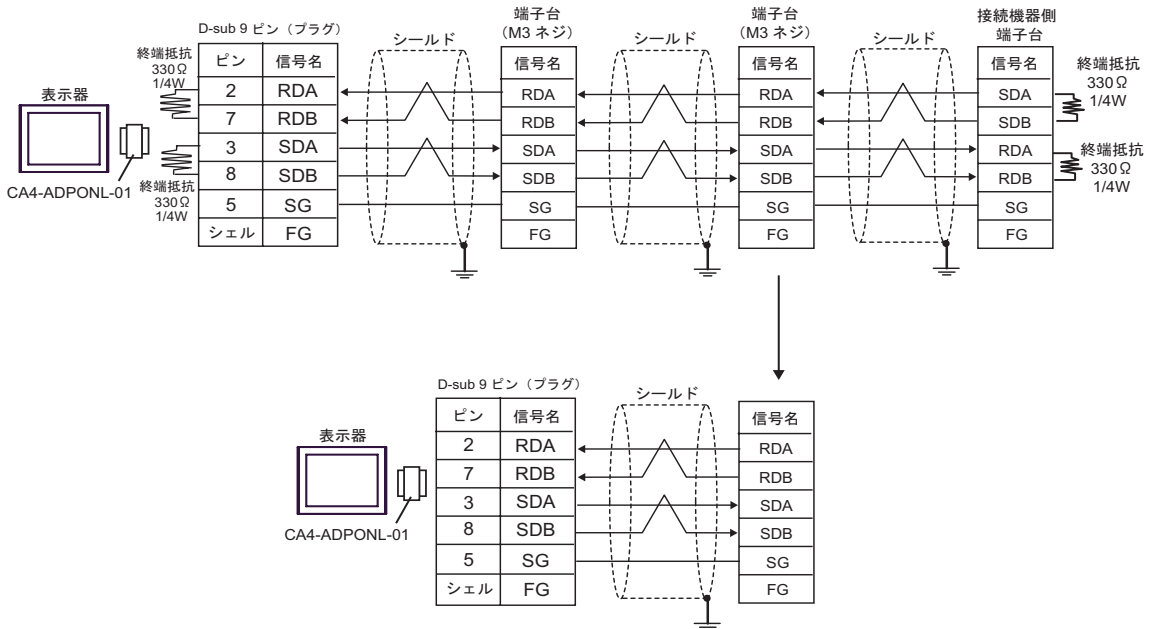 D-sub 9 ピン（プラグ）
端子台
（M3 ネジ）
端子台
（M3 ネジ）
接続機器側
端子台
シールド
シールド
シールド
終端抵抗
330Ω
1/4W
表示器
CA4-ADPONL-01
終端抵抗
330Ω
1/4W
ピン 信号名
2 RDA
7 RDB
3 SDA
8 SDB
5 SG
シェル FG
信号名
RDA
RDB
SDA
SDB
SG
FG
信号名
RDA
RDB
SDA
SDB
SG
FG
信号名
SDA
SDB
RDA
RDB
SG
FG
終端抵抗
330Ω
1/4W
終端抵抗
330Ω
1/4W
D-sub 9 ピン（プラグ）
シールド
表示器
CA4-ADPONL-01
ピン 信号名
2 RDA
7 RDB
3 SDA
8 SDB
5 SG
シェル FG
信号名
RDA
RDB
SDA
SDB
SG
FG